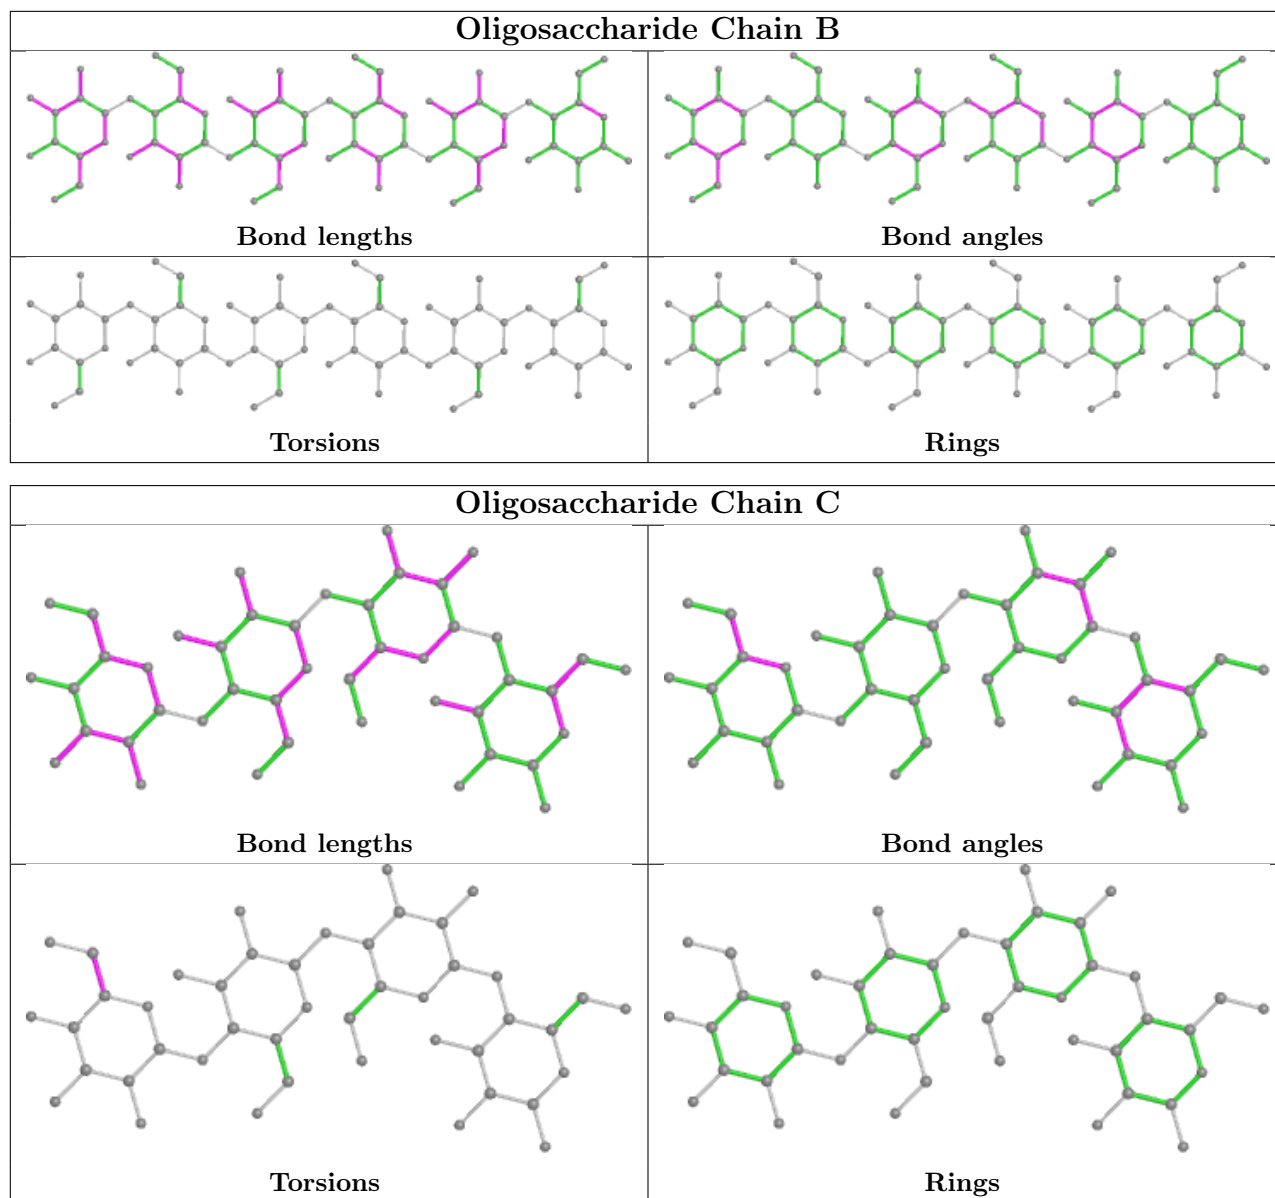 Oligosaccharide Chain B
Bond lengths
Bond angles
Torsions
Rings
Oligosaccharide Chain C
Bond lengths
Bond angles
Torsions
Rings